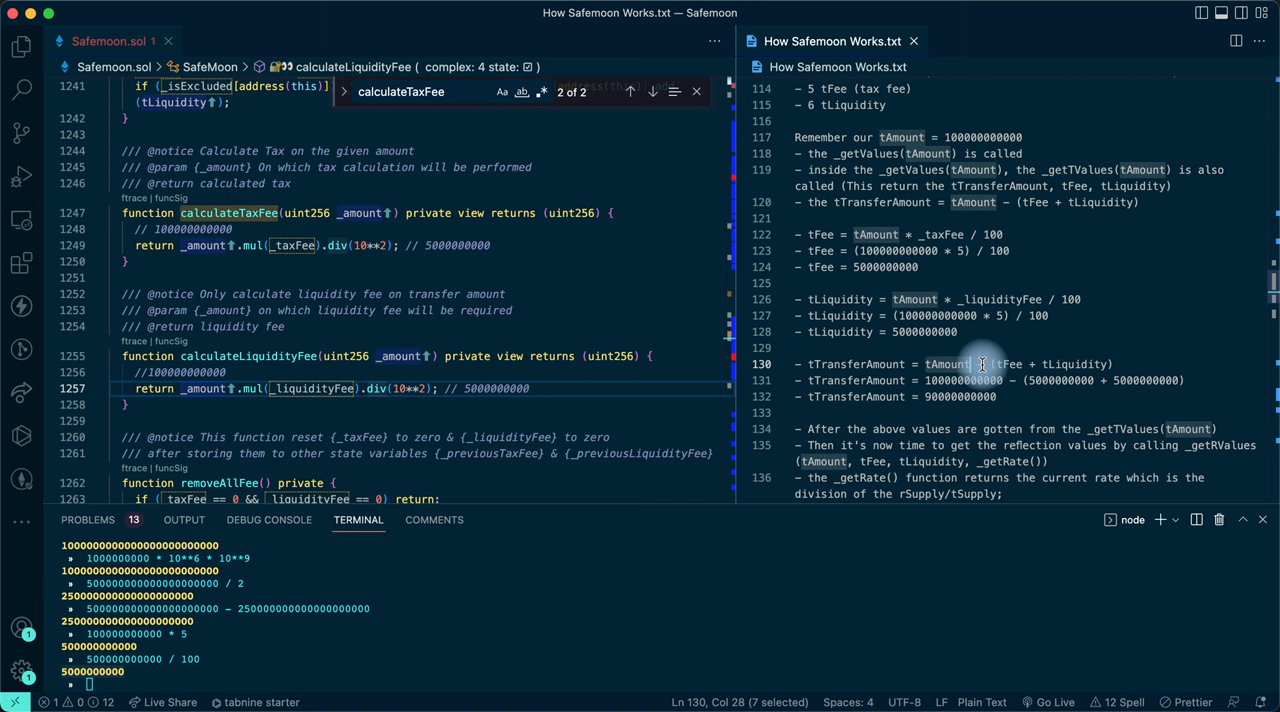 How Safemoon Works.txt — Safemoon
Safemoon.sol 1
How Safemoon Works.txt
Safemoon.sol > SafeMoon > calculateLiquidityFee ( complex: 4 state: ☑ )
How Safemoon Works.txt
calculateTaxFee
Aa ab .* 2 of 2
1241 if (_isExcluded[address(this)]
(tLiquidity⬆);
1242 }
1243
1244 /// @notice Calculate Tax on the given amount
1245 /// @param {_amount} On which tax calculation will be performed
1246 /// @return calculated tax
ftrace | funcSig
1247 function calculateTaxFee(uint256 _amount⬆) private view returns (uint256) {
1248 // 100000000000
1249 return _amount⬆.mul(_taxFee).div(10**2); // 5000000000
1250 }
1251
1252 /// @notice Only calculate liquidity fee on transfer amount
1253 /// @param {_amount} on which liquidity fee will be required
1254 /// @return liquidity fee
ftrace | funcSig
1255 function calculateLiquidityFee(uint256 _amount⬆) private view returns (uint256) {
1256 //100000000000
1257 return _amount⬆.mul(_liquidityFee).div(10**2); // 5000000000
1258 }
1259
1260 /// @notice This function reset {_taxFee} to zero & {_liquidityFee} to zero
1261 /// after storing them to other state variables {_previousTaxFee} & {_previousLiquidityFee}
ftrace | funcSig
1262 function removeAllFee() private {
1263 if (_taxFee == 0 && _liquidityFee == 0) return;
114 - 5 tFee (tax fee)
115 - 6 tLiquidity
116
117 Remember our tAmount = 100000000000
118 - the _getValues(tAmount) is called
119 - inside the _getValues(tAmount), the _getTValues(tAmount) is also
called (This return the tTransferAmount, tFee, tLiquidity)
120 - the tTransferAmount = tAmount - (tFee + tLiquidity)
121
122 - tFee = tAmount * _taxFee / 100
123 - tFee = (100000000000 * 5) / 100
124 - tFee = 5000000000
125
126 - tLiquidity = tAmount * _liquidityFee / 100
127 - tLiquidity = (100000000000 * 5) / 100
128 - tLiquidity = 5000000000
129
130 - tTransferAmount = tAmount - (tFee + tLiquidity)
131 - tTransferAmount = 100000000000 - (5000000000 + 5000000000)
132 - tTransferAmount = 90000000000
133
134 - After the above values are gotten from the _getTValues(tAmount)
135 - Then it's now time to get the reflection values by calling _getRValues
(tAmount, tFee, tLiquidity, _getRate())
136 - the _getRate() function returns the current rate which is the
division of the rSupply/tSupply;
PROBLEMS 13 OUTPUT DEBUG CONSOLE TERMINAL COMMENTS
node
» 1000000000 * 10**6 * 10**9
» 500000000000 / 100
5000000000
»
1 0 12 Live Share tabnine starter
Ln 130, Col 28 (7 selected) Spaces: 4 UTF-8 LF Plain Text Go Live 12 Spell Prettier